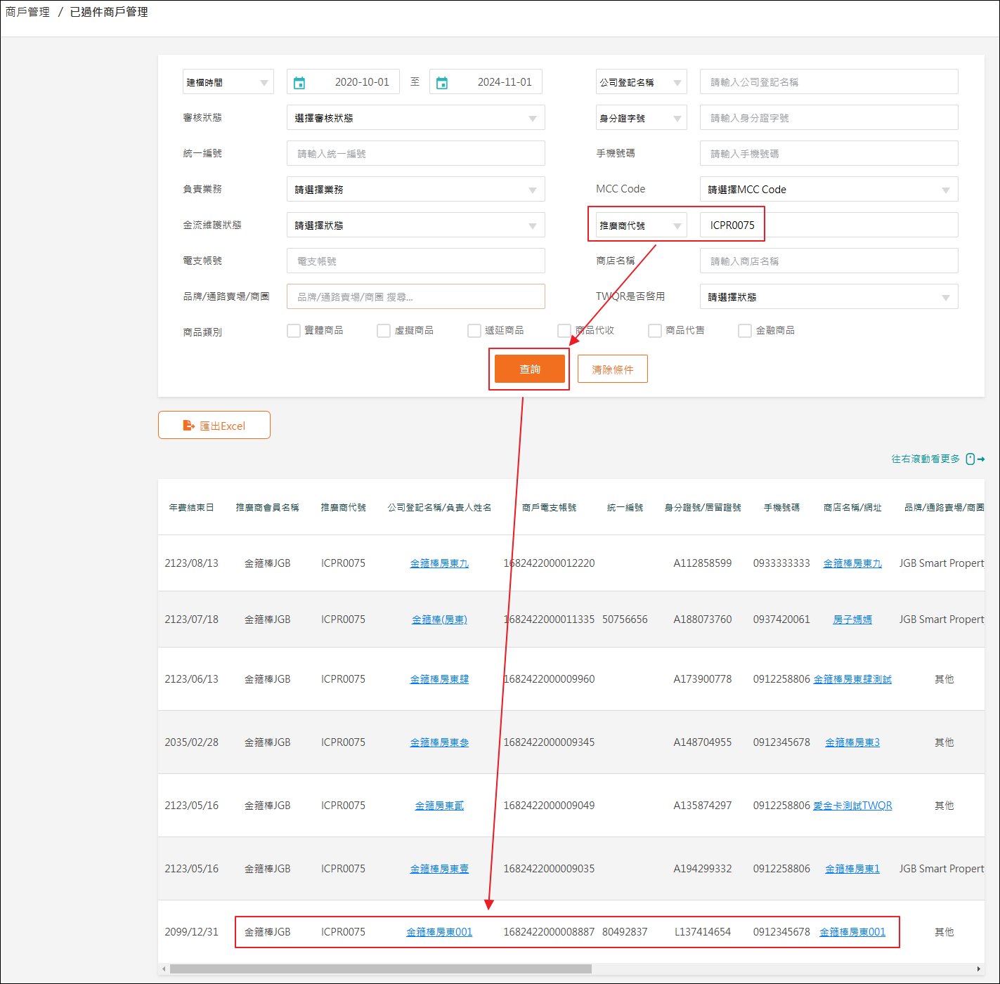 商戶管理 / 已過件商戶管理
建檔時間 2020-10-01 至 2024-11-01 公司登記名稱 請輸入公司登記名稱
審核狀態 選擇審核狀態 身分證字號 請輸入身分證字號
統一編號 請輸入統一編號 手機號碼 請輸入手機號碼
負責業務 請選擇業務 MCC Code 請選擇MCC Code
金流維護狀態 請選擇狀態 推廣商代號 ICPR0075
電支帳號 電支帳號 商店名稱 請輸入商店名稱
品牌/通路賣場/商圈 品牌/通路賣場/商圈 搜尋... TWQR是否啓用 請選擇狀態
商品類別 實體商品 虛擬商品 遞延商品 商品代收 商品代售 金融商品
查詢 清除條件
匯出Excel
往右滾動看更多
年費結束日 推廣商會員名稱 推廣商代號 公司登記名稱/負責人姓名 商戶電支帳號 統一編號 身分證號/居留證號 手機號碼 商店名稱/網址 品牌/通路賣場/商圈
2123/08/13 金箍棒JGB ICPR0075 金箍棒房東九 1682422000012220 A112858599 0933333333 金箍棒房東九 JGB Smart Propert
2123/07/18 金箍棒JGB ICPR0075 金箍棒(房東) 1682422000011335 50756656 A188073760 0937420061 房子媽媽 JGB Smart Propert
2123/06/13 金箍棒JGB ICPR0075 金箍棒房東肆 1682422000009960 A173900778 0912258806 金箍棒房東肆測試 其他
2035/02/28 金箍棒JGB ICPR0075 金箍棒房東參 1682422000009345 A148704955 0912345678 金箍棒房東3 其他
2123/05/16 金箍棒JGB ICPR0075 金箍房東貳 1682422000009049 A135874297 0912258806 愛金卡測試TWQR 其他
2123/05/16 金箍棒JGB ICPR0075 金箍棒房東壹 1682422000009035 A194299332 0912258806 金箍棒房東1 JGB Smart Propert
2099/12/31 金箍棒JGB ICPR0075 金箍棒房東001 1682422000008887 80492837 L137414654 0912345678 金箍棒房東001 其他